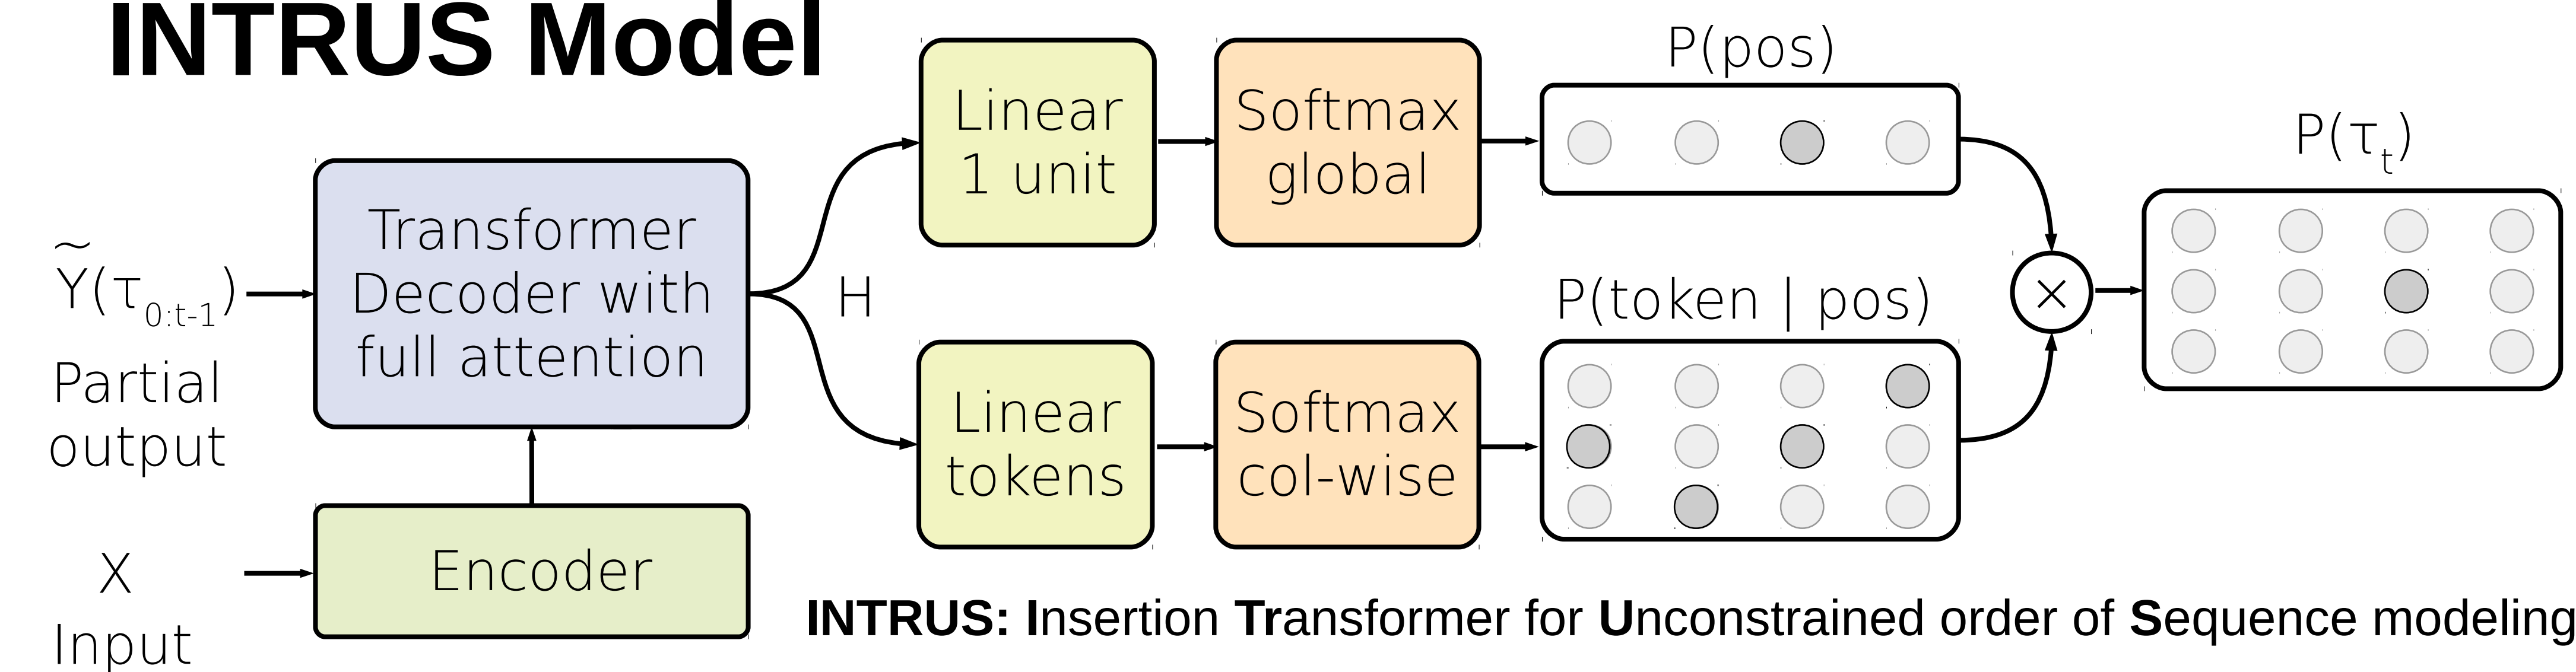 INTRUS Model
Ỹ(τ0:t-1)
Partial
output
X
Input
Transformer
Decoder with
full attention
Encoder
H
Linear
1 unit
Softmax
global
P(pos)
Linear
tokens
Softmax
col-wise
P(token | pos)
×
P(τt)
INTRUS: Insertion Transformer for Unconstrained order of Sequence modeling